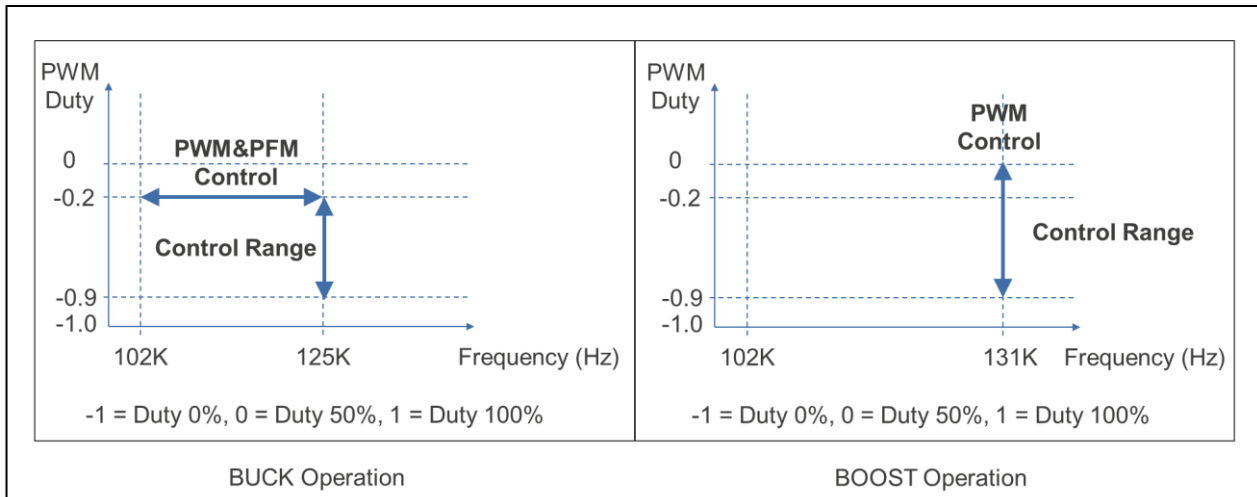 PWM
Duty
0
PWM&PFM
Control
-0.2
Control Range
-0.9
-1.0
102K
125K
Frequency (Hz)
-1 = Duty 0%, 0 = Duty 50%, 1 = Duty 100%
BUCK Operation
PWM
Duty
PWM
Control
0
-0.2
Control Range
-0.9
-1.0
102K
131K
Frequency (Hz)
-1 = Duty 0%, 0 = Duty 50%, 1 = Duty 100%
BOOST Operation